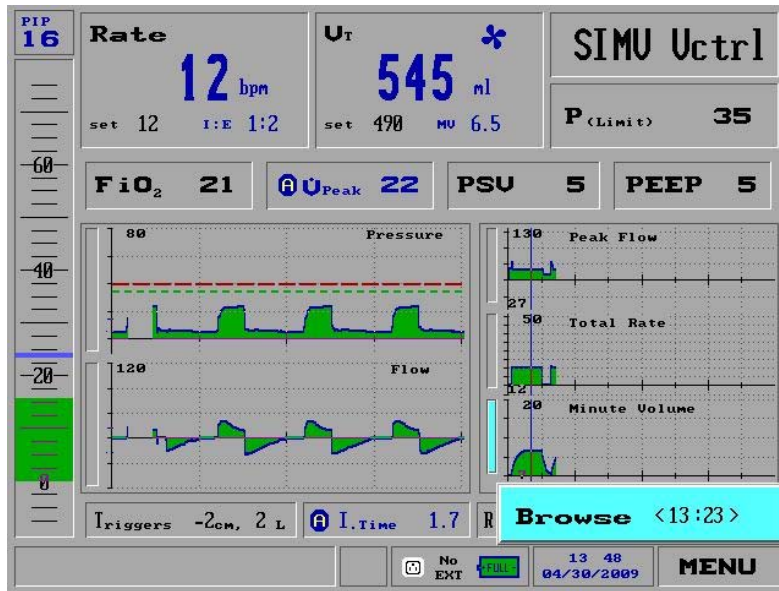 PIP
16
Rate
12 bpm
set 12 I:E 1:2
VT
545 ml
set 490 MV 6.5
SIMV Vctrl
P(Limit) 35
FiO2 21
A V̇Peak 22
PSV 5
PEEP 5
60
40
20
0
80 Pressure
120 Flow
130 Peak Flow
27
50 Total Rate
12
20 Minute Volume
Triggers -2cm, 2 L
A I.Time 1.7
R
Browse <13:23>
No
EXT
FULL
13 48
04/30/2009
MENU